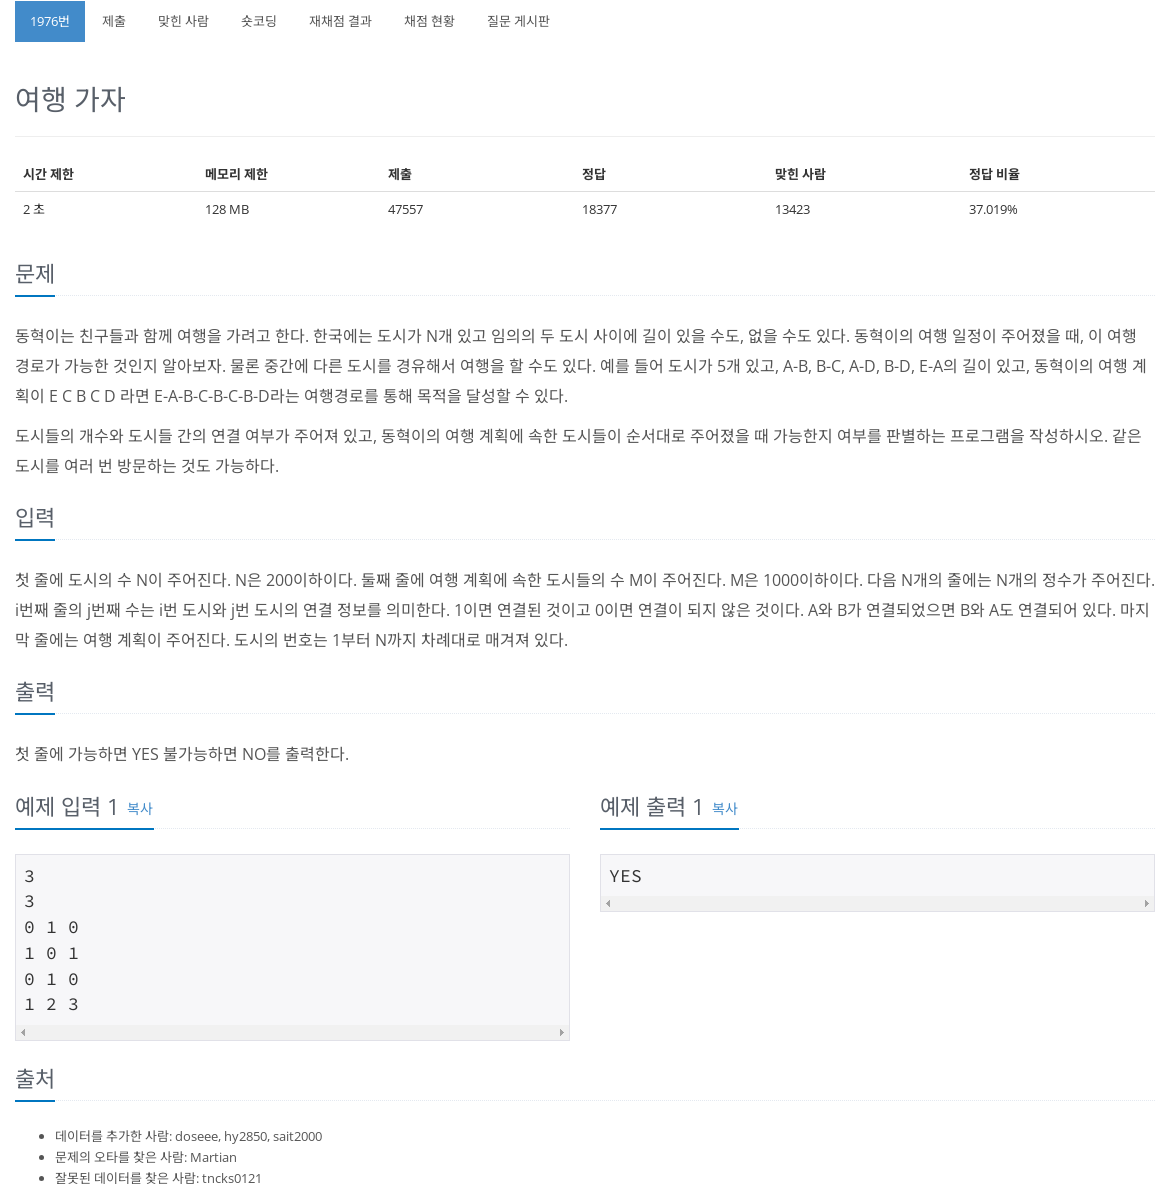 1976번 제출 맞힌 사람 숏코딩 재채점 결과 채점 현황 질문 게시판
여행 가자
시간 제한 메모리 제한 제출 정답 맞힌 사람 정답 비율
2 초 128 MB 47557 18377 13423 37.019%
문제
동혁이는 친구들과 함께 여행을 가려고 한다. 한국에는 도시가 N개 있고 임의의 두 도시 사이에 길이 있을 수도, 없을 수도 있다. 동혁이의 여행 일정이 주어졌을 때, 이 여행
경로가 가능한 것인지 알아보자. 물론 중간에 다른 도시를 경유해서 여행을 할 수도 있다. 예를 들어 도시가 5개 있고, A-B, B-C, A-D, B-D, E-A의 길이 있고, 동혁이의 여행 계
획이 E C B C D 라면 E-A-B-C-B-C-B-D라는 여행경로를 통해 목적을 달성할 수 있다.
도시들의 개수와 도시들 간의 연결 여부가 주어져 있고, 동혁이의 여행 계획에 속한 도시들이 순서대로 주어졌을 때 가능한지 여부를 판별하는 프로그램을 작성하시오. 같은
도시를 여러 번 방문하는 것도 가능하다.
입력
첫 줄에 도시의 수 N이 주어진다. N은 200이하이다. 둘째 줄에 여행 계획에 속한 도시들의 수 M이 주어진다. M은 1000이하이다. 다음 N개의 줄에는 N개의 정수가 주어진다.
i번째 줄의 j번째 수는 i번 도시와 j번 도시의 연결 정보를 의미한다. 1이면 연결된 것이고 0이면 연결이 되지 않은 것이다. A와 B가 연결되었으면 B와 A도 연결되어 있다. 마지
막 줄에는 여행 계획이 주어진다. 도시의 번호는 1부터 N까지 차례대로 매겨져 있다.
출력
첫 줄에 가능하면 YES 불가능하면 NO를 출력한다.
예제 입력 1 복사
3
3
0 1 0
1 0 1
0 1 0
1 2 3
예제 출력 1 복사
YES
출처
데이터를 추가한 사람: doseee, hy2850, sait2000
문제의 오타를 찾은 사람: Martian
잘못된 데이터를 찾은 사람: tncks0121